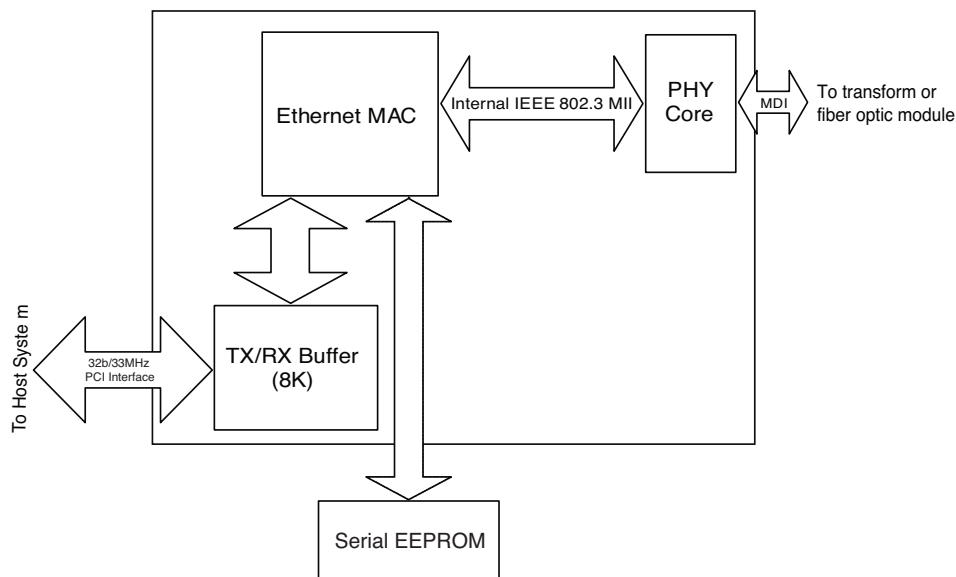 Ethernet MAC
Internal IEEE 802.3 MII
PHY
Core
MDI
To transform or
fiber optic module
To Host Syste m
32b/33MHz
PCI Interface
TX/RX Buffer
(8K)
Serial EEPROM